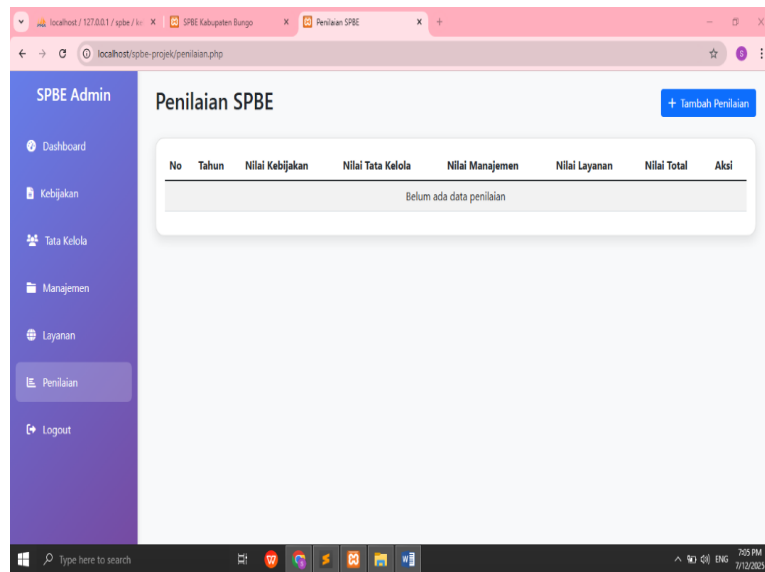 localhost / 127.0.0.1 / spbe / ke
SPBE Kabupaten Bungo
Penilaian SPBE
localhost/spbe-projek/penilaian.php
S
SPBE Admin
Dashboard
Kebijakan
Tata Kelola
Manajemen
Layanan
Penilaian
Logout
Penilaian SPBE
+ Tambah Penilaian
No Tahun Nilai Kebijakan Nilai Tata Kelola Nilai Manajemen Nilai Layanan Nilai Total Aksi
Belum ada data penilaian
Type here to search
ENG
7:05 PM
7/12/2025